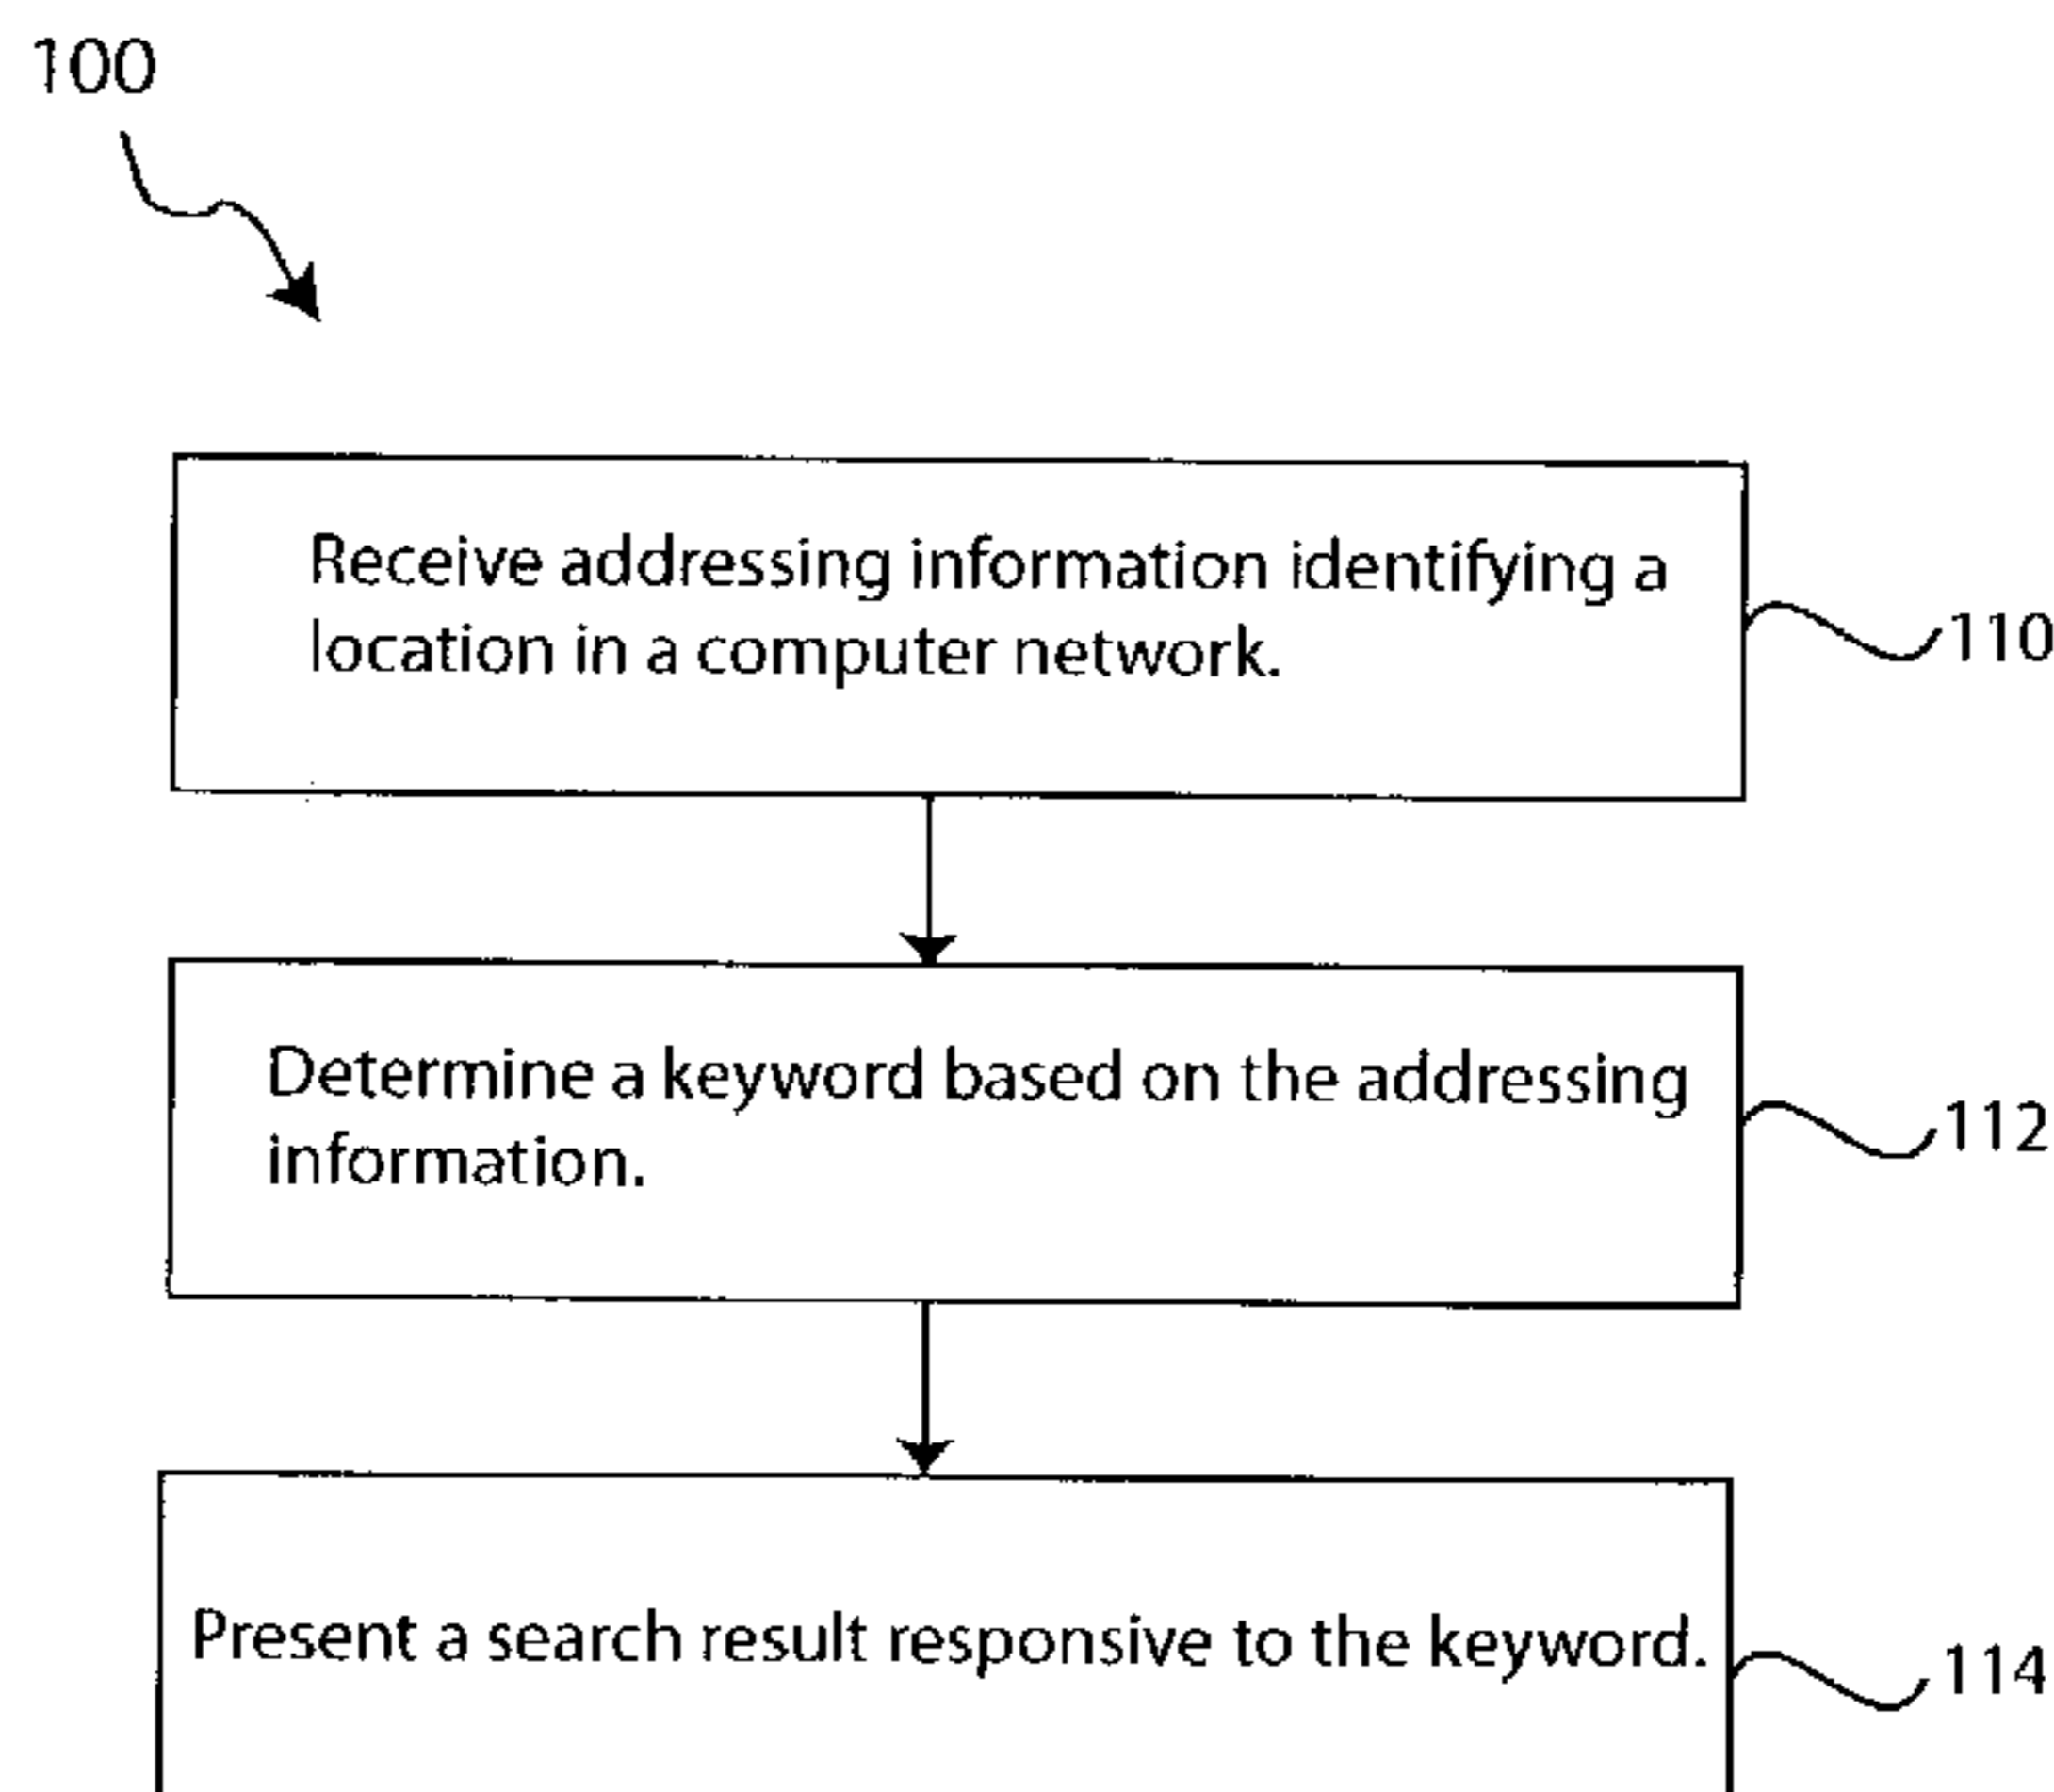 100
Receive addressing information identifying a
location in a computer network.
110
Determine a keyword based on the addressing
information.
112
Present a search result responsive to the keyword.
114